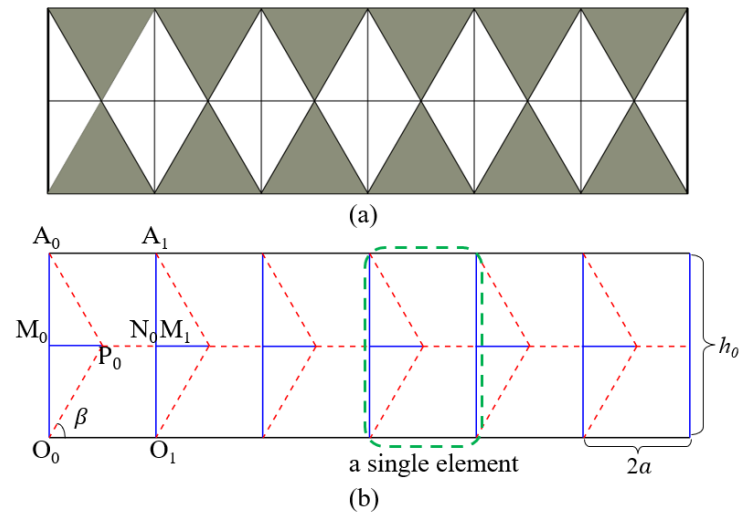 (a)
A₀ A₁
M₀ N₀M₁
P₀
h₀
β
O₀ O₁
a single element 2a
(b)